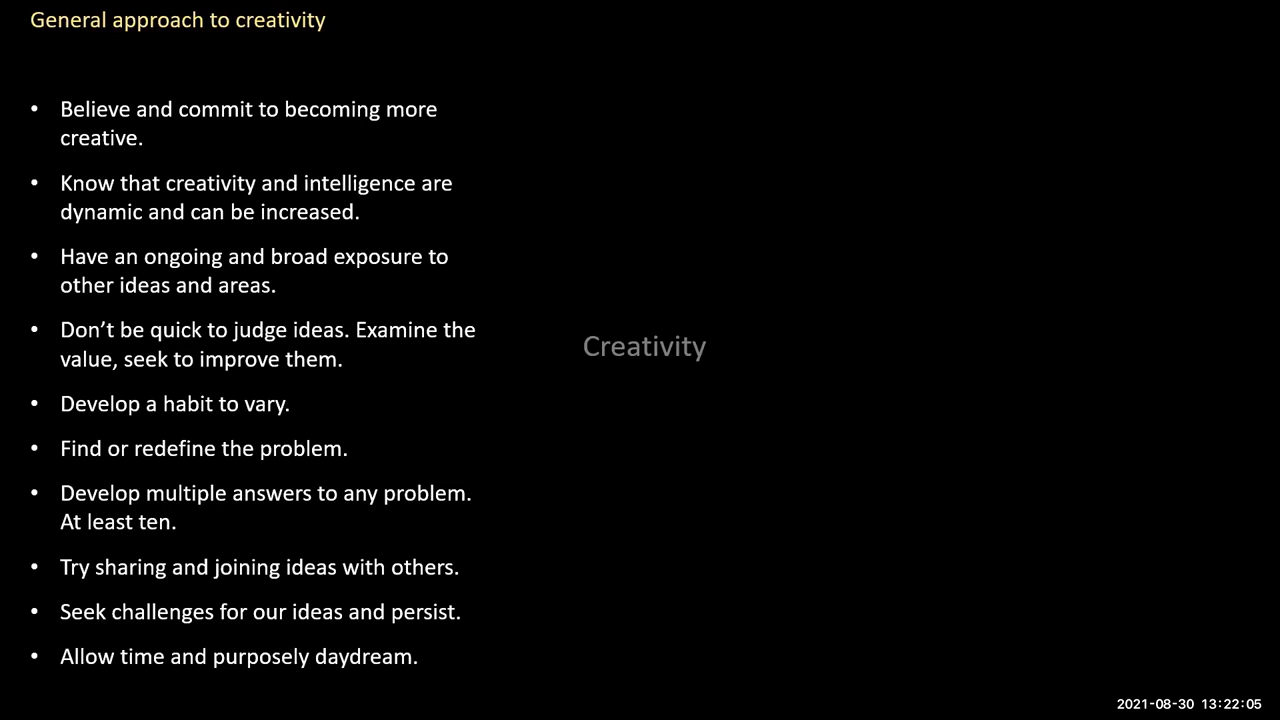 General approach to creativity
• Believe and commit to becoming more
creative.
• Know that creativity and intelligence are
dynamic and can be increased.
• Have an ongoing and broad exposure to
other ideas and areas.
• Don’t be quick to judge ideas. Examine the
value, seek to improve them.
Creativity
• Develop a habit to vary.
• Find or redefine the problem.
• Develop multiple answers to any problem.
At least ten.
• Try sharing and joining ideas with others.
• Seek challenges for our ideas and persist.
• Allow time and purposely daydream.
2021-08-30 13:22:05